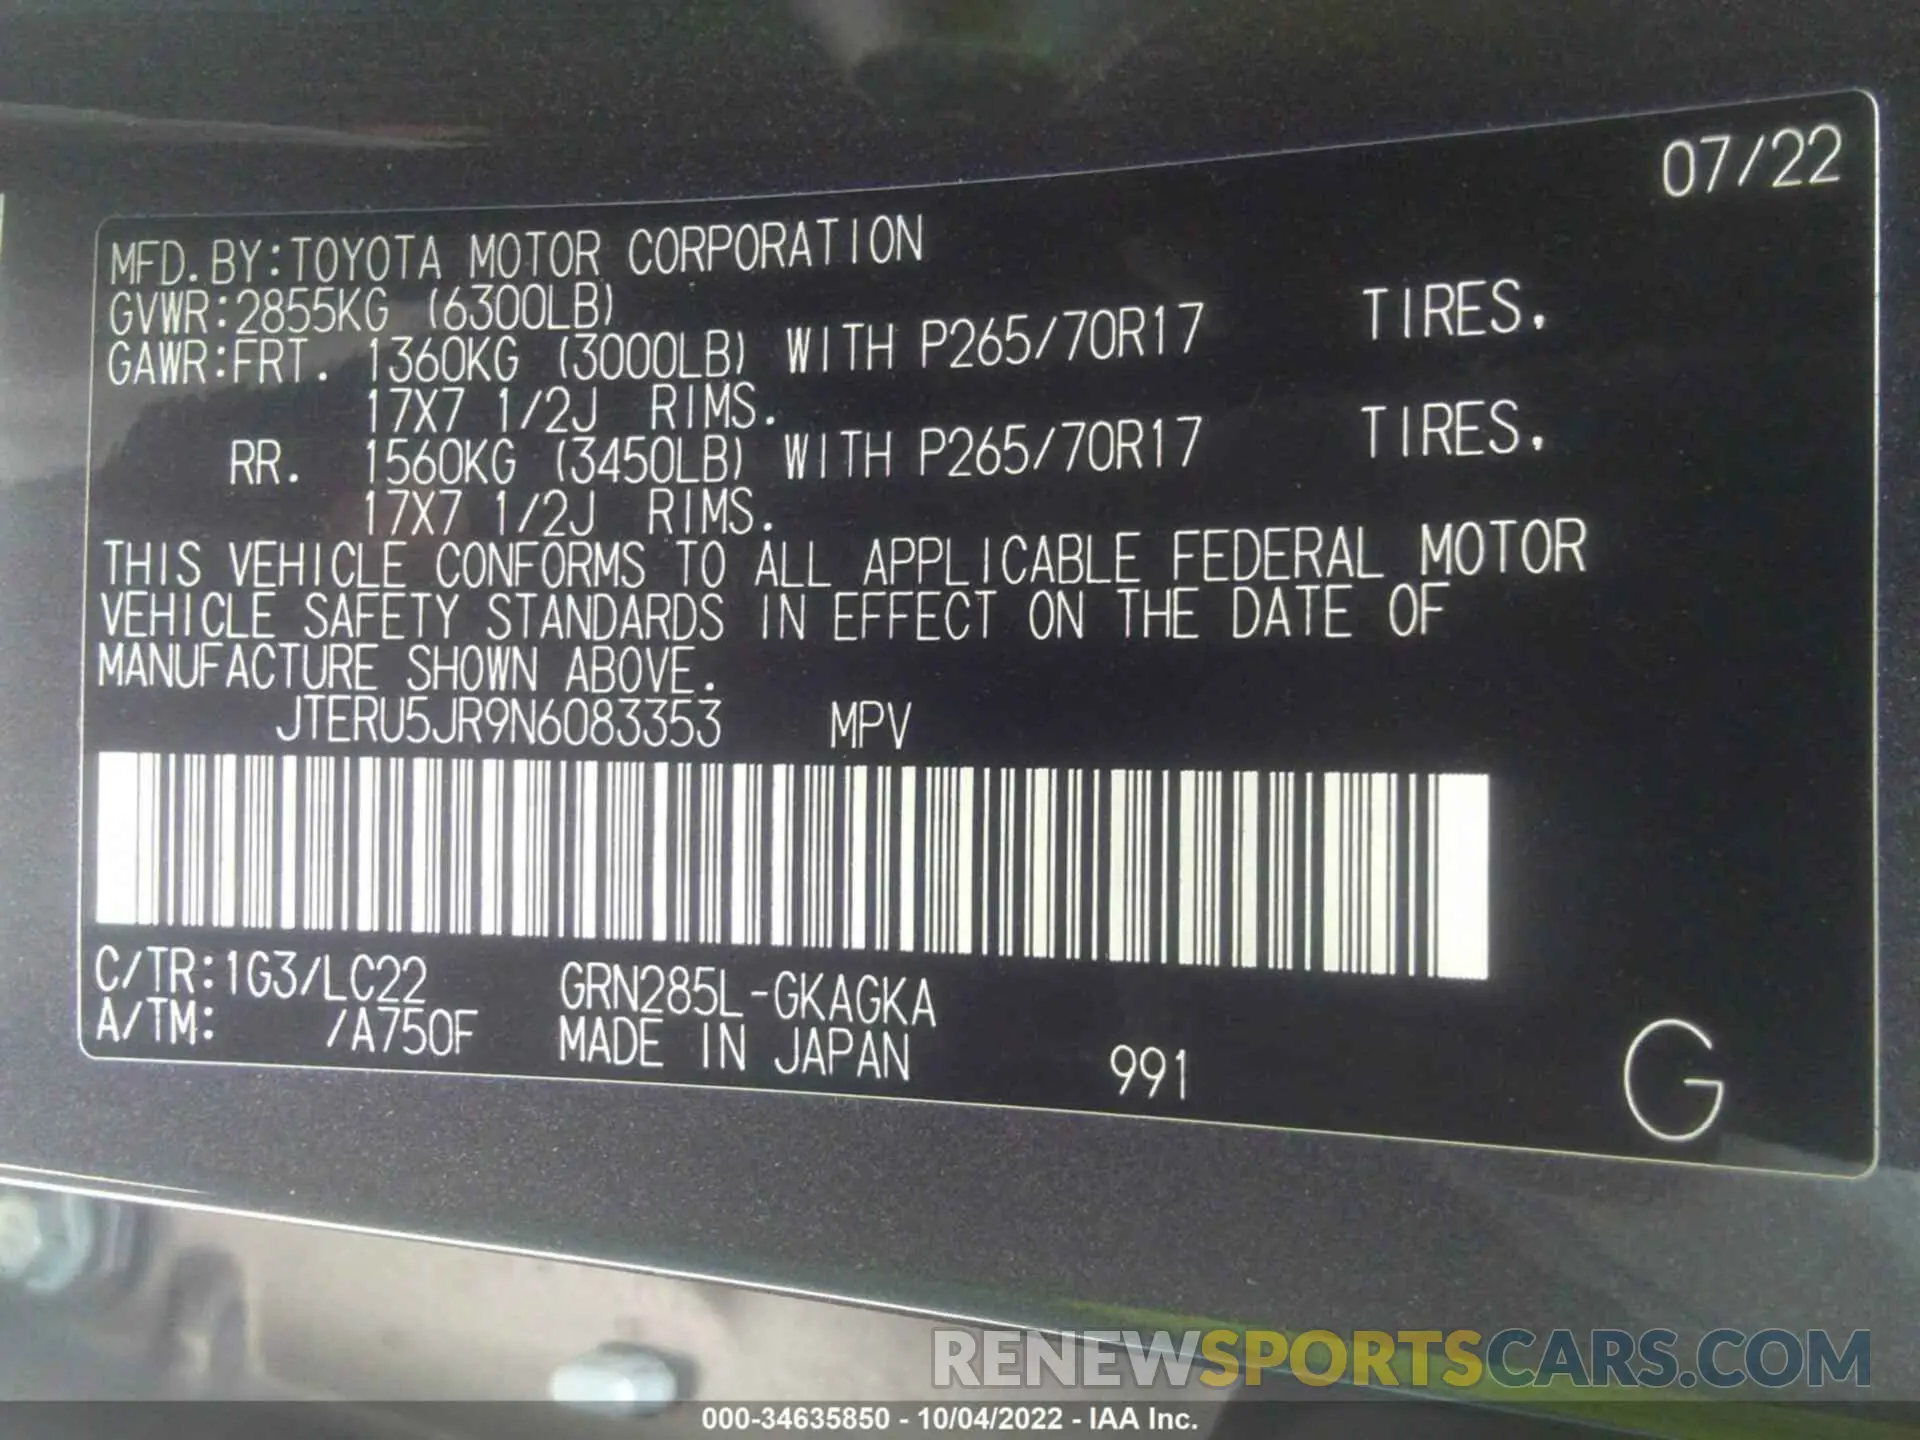 07/22
MFD.BY:TOYOTA MOTOR CORPORATION
GVWR:2855KG (6300LB)
GAWR:FRT. 1360KG (3000LB) WITH P265/70R17 TIRES,
17X7 1/2J RIMS.
RR. 1560KG (3450LB) WITH P265/70R17 TIRES,
17X7 1/2J RIMS.
THIS VEHICLE CONFORMS TO ALL APPLICABLE FEDERAL MOTOR
VEHICLE SAFETY STANDARDS IN EFFECT ON THE DATE OF
MANUFACTURE SHOWN ABOVE.
JTERU5JR9N6083353 MPV
C/TR:1G3/LC22 GRN285L-GKAGKA
A/TM: /A750F MADE IN JAPAN 991
G
RENEWSPORTSCARS.COM
000-34635850 - 10/04/2022 - IAA Inc.